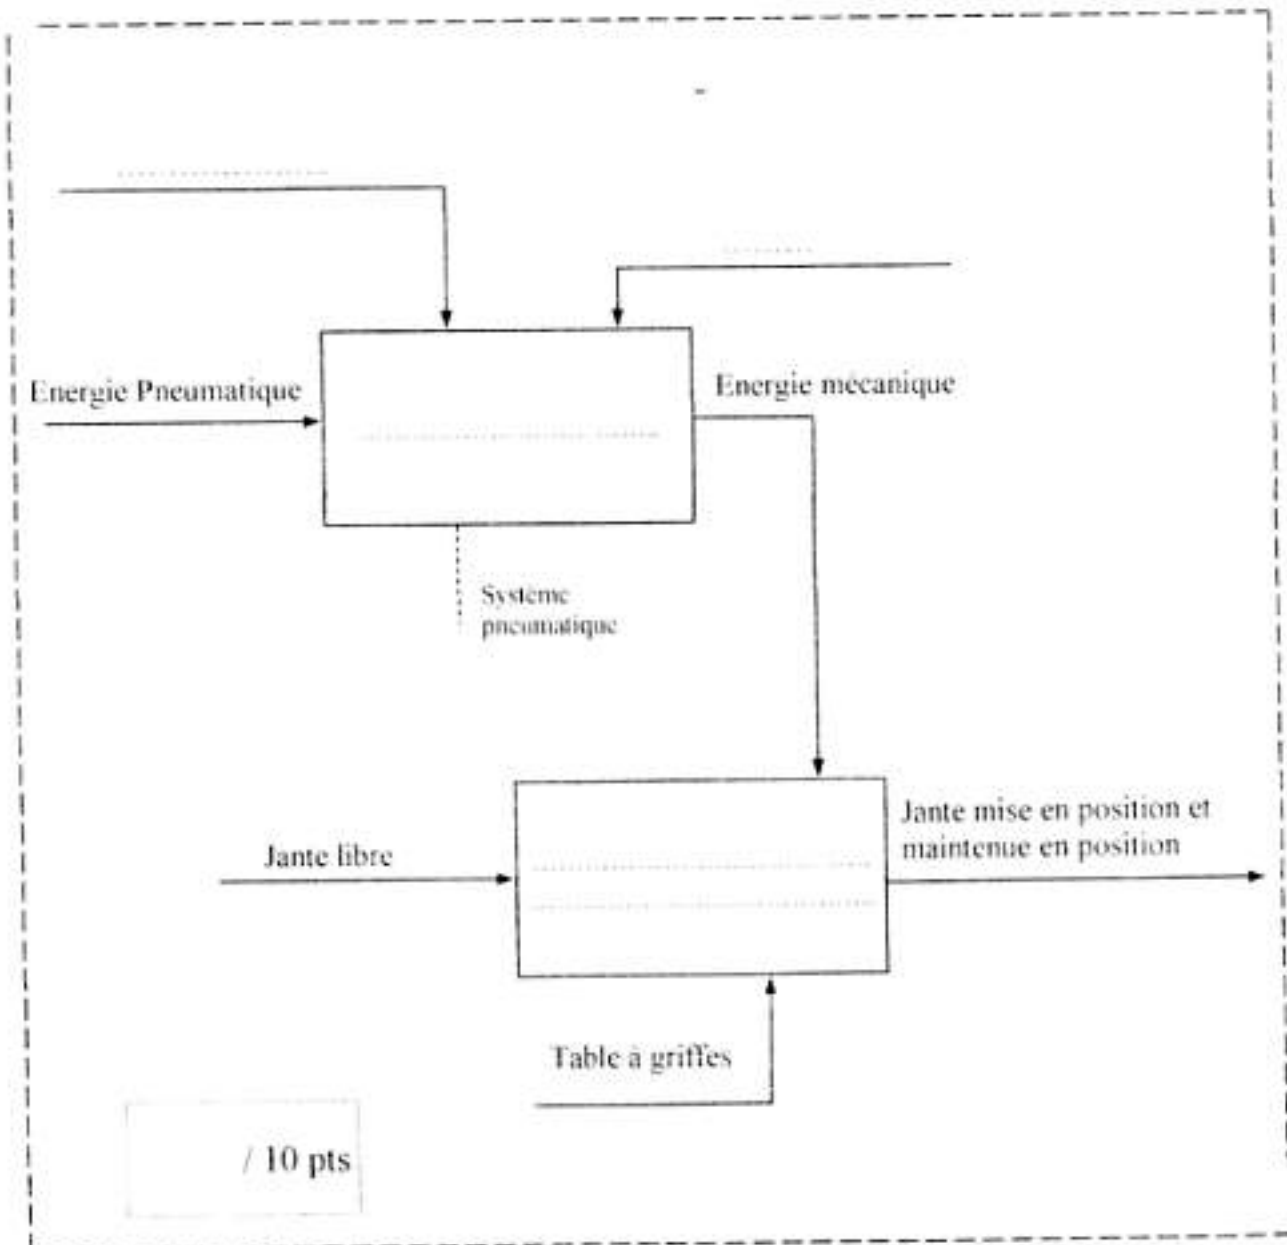 Energie Pneumatique
Energie mécanique
Système
pneumatique
Jante mise en position et
maintenue en position
Jante libre
Table à griffes
/ 10 pts